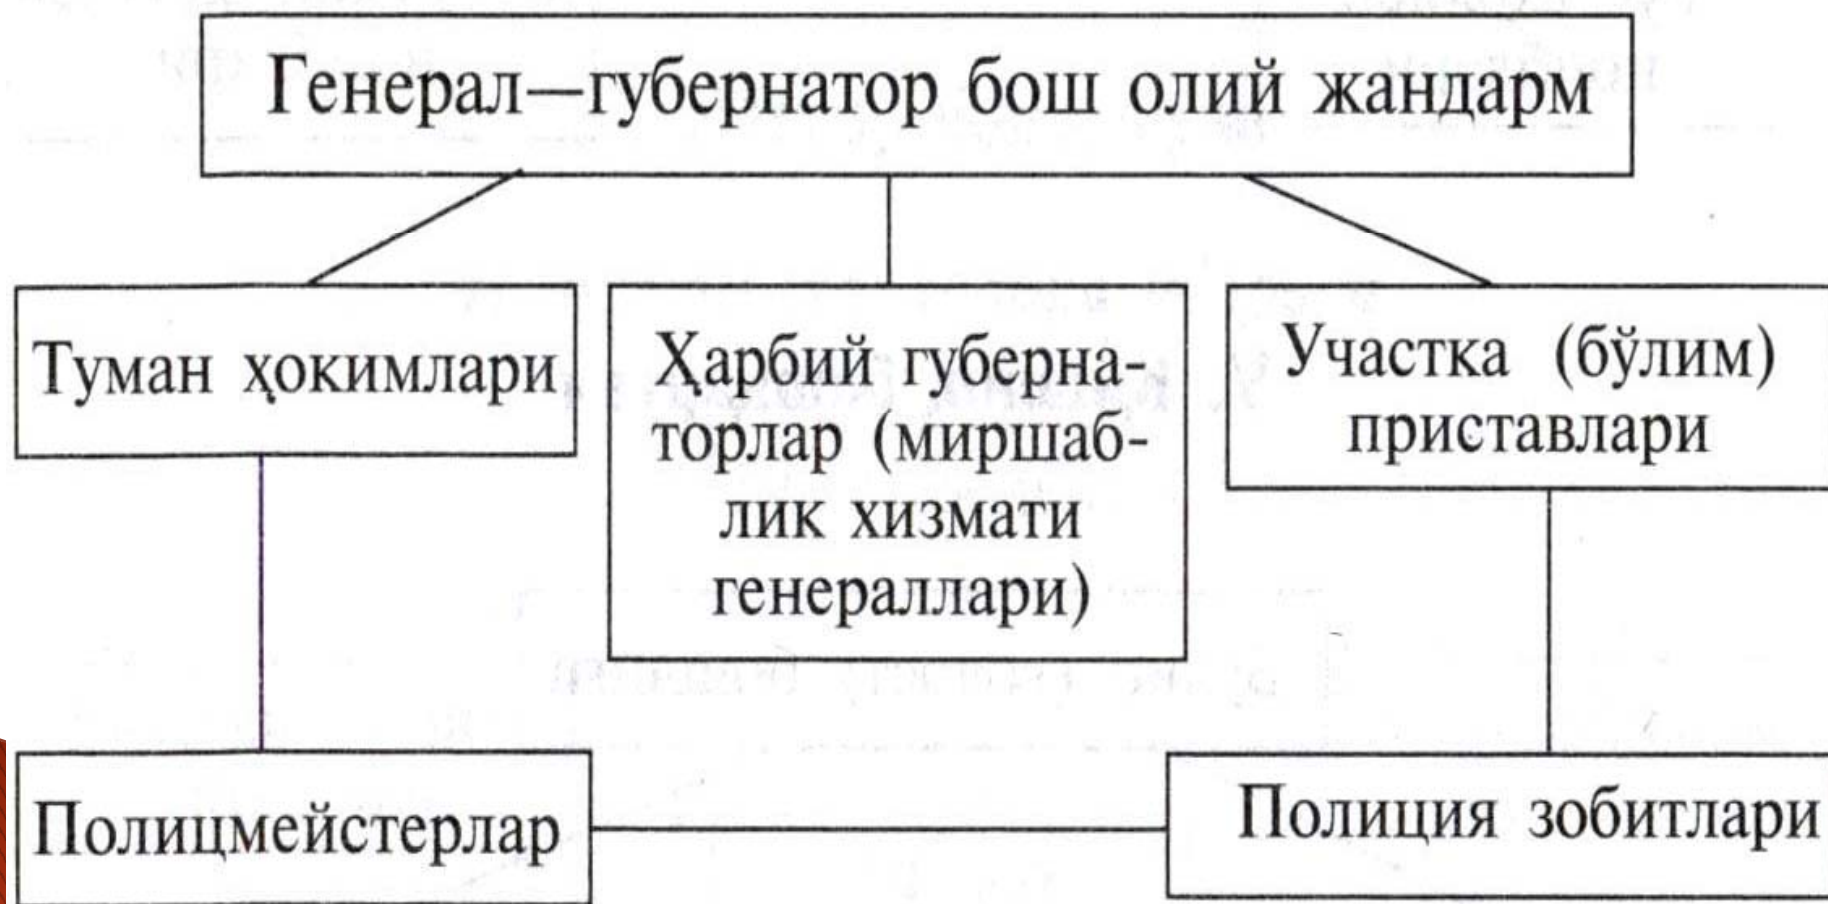 Генерал—губернатор бош олий жандарм
Туман ҳокимлари
Ҳарбий губерна-
торлар (миршаб-
лик хизмати
генераллари)
Участка (бўлим)
приставлари
Полицмейстерлар
Полиция зобитлари